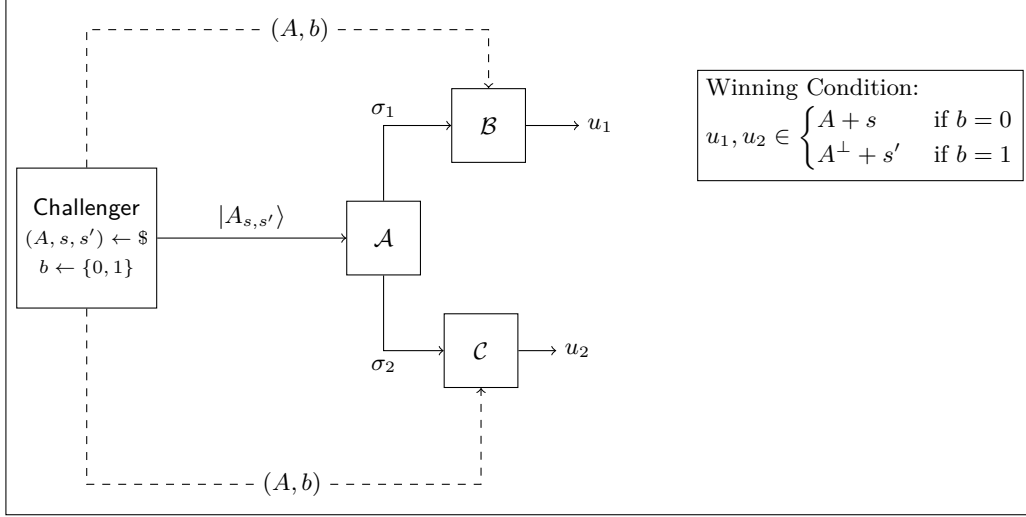 (A, b)
Winning Condition:
u₁, u₂ ∈ { A + s if b = 0
A^⊥ + s′ if b = 1
σ₁
B
u₁
Challenger
(A, s, s′) ← $
b ← {0, 1}
|A_{s,s′}⟩
A
C
u₂
σ₂
(A, b)